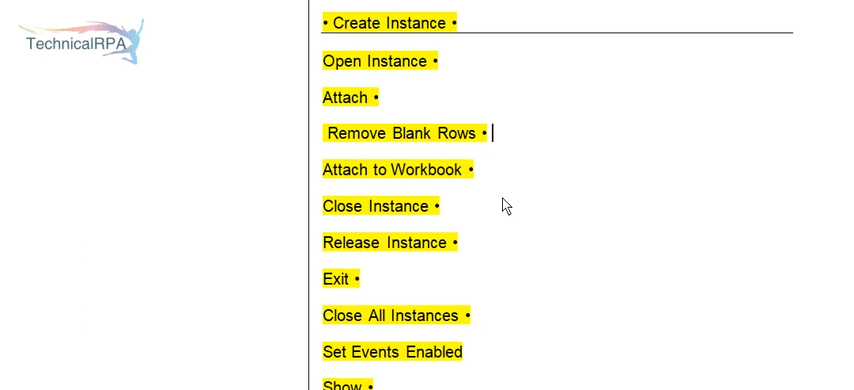 TechnicalRPA
• Create Instance •
Open Instance •
Attach •
Remove Blank Rows •
Attach to Workbook •
Close Instance •
Release Instance •
Exit •
Close All Instances •
Set Events Enabled
Show •